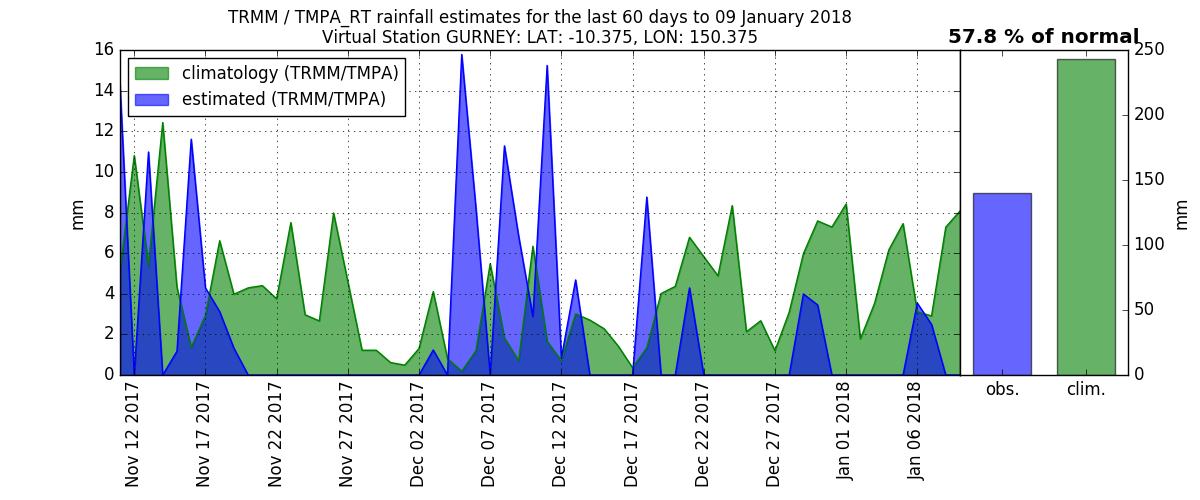 TRMM / TMPA_RT rainfall estimates for the last 60 days to 09 January 2018
Virtual Station GURNEY: LAT: -10.375, LON: 150.375
57.8 % of normal
climatology (TRMM/TMPA)
estimated (TRMM/TMPA)
mm
16
14
12
10
8
6
4
2
0
Nov 12 2017
Nov 17 2017
Nov 22 2017
Nov 27 2017
Dec 02 2017
Dec 07 2017
Dec 12 2017
Dec 17 2017
Dec 22 2017
Dec 27 2017
Jan 01 2018
Jan 06 2018
obs.
clim.
250
200
150
100
50
0
mm